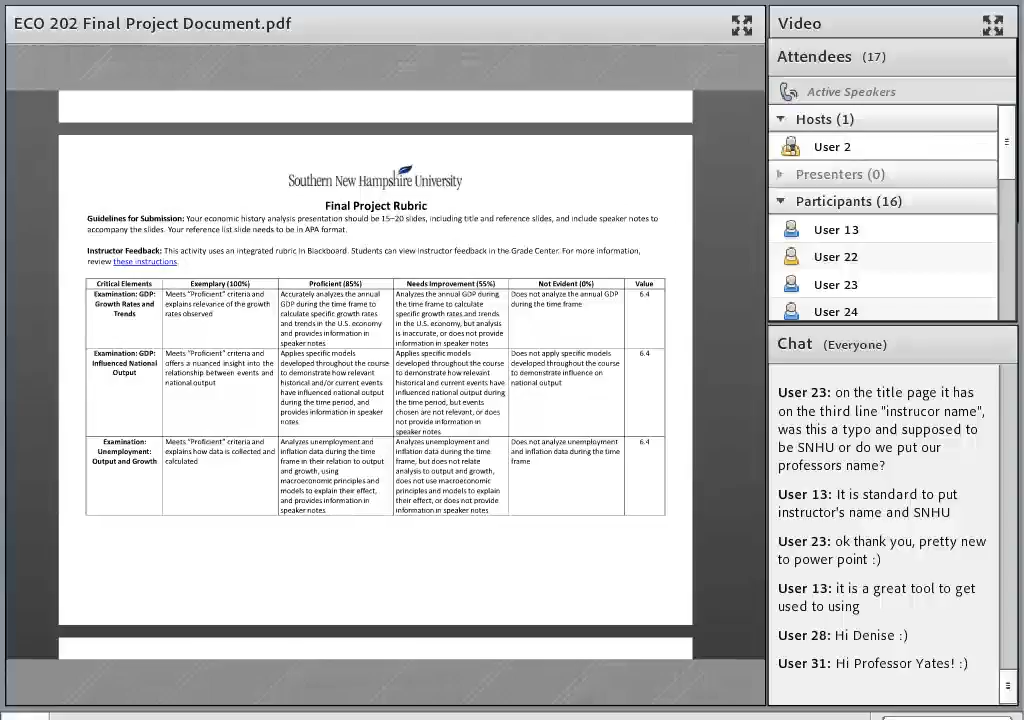 ECO 202 Final Project Document.pdf
Southern New Hampshire University
Final Project Rubric
Guidelines for Submission: Your economic history analysis presentation should be 15–20 slides, including title and reference slides, and include speaker notes to
accompany the slides. Your reference list slide needs to be in APA format.
Instructor Feedback: This activity uses an integrated rubric in Blackboard. Students can view instructor feedback in the Grade Center. For more information,
review these instructions.
Critical Elements
Exemplary (100%)
Proficient (85%)
Needs Improvement (55%)
Not Evident (0%)
Value
Examination: GDP:
Growth Rates and
Trends
Meets "Proficient" criteria and
explains relevance of the growth
rates observed
Accurately analyzes the annual
GDP during the time frame to
calculate specific growth rates
and trends in the U.S. economy
and provides information in
speaker notes
Analyzes the annual GDP during
the time frame to calculate
specific growth rates and trends
in the U.S. economy, but analysis
is inaccurate, or does not provide
information in speaker notes
Does not analyze the annual GDP
during the time frame
6.4
Examination: GDP:
Influenced National
Output
Meets "Proficient" criteria and
offers a nuanced insight into the
relationship between events and
national output
Applies specific models
developed throughout the course
to demonstrate how relevant
historical and/or current events
have influenced national output
during the time period, and
provides information in speaker
notes
Applies specific models
developed throughout the course
to demonstrate how relevant
historical and current events have
influenced national output during
the time period, but events
chosen are not relevant, or does
not provide information in
speaker notes
Does not apply specific models
developed throughout the course
to demonstrate influence on
national output
6.4
Examination:
Unemployment:
Output and Growth
Meets "Proficient" criteria and
explains how data is collected and
calculated
Analyzes unemployment and
inflation data during the time
frame in their relation to output
and growth, using
macroeconomic principles and
models to explain their effect,
and provides information in
speaker notes
Analyzes unemployment and
inflation data during the time
frame, but does not relate
analysis to output and growth,
does not use macroeconomic
principles and models to explain
their effect, or does not provide
information in speaker notes
Does not analyze unemployment
and inflation data during the time
frame
6.4
Video
Attendees (17)
Active Speakers
Hosts (1)
User 2
Presenters (0)
Participants (16)
User 13
User 22
User 23
User 24
Chat (Everyone)
User 23: on the title page it has
on the third line "instrucor name",
was this a typo and supposed to
be SNHU or do we put our
professors name?
User 13: It is standard to put
instructor's name and SNHU
User 23: ok thank you, pretty new
to power point :)
User 13: it is a great tool to get
used to using
User 28: Hi Denise :)
User 31: Hi Professor Yates! :)